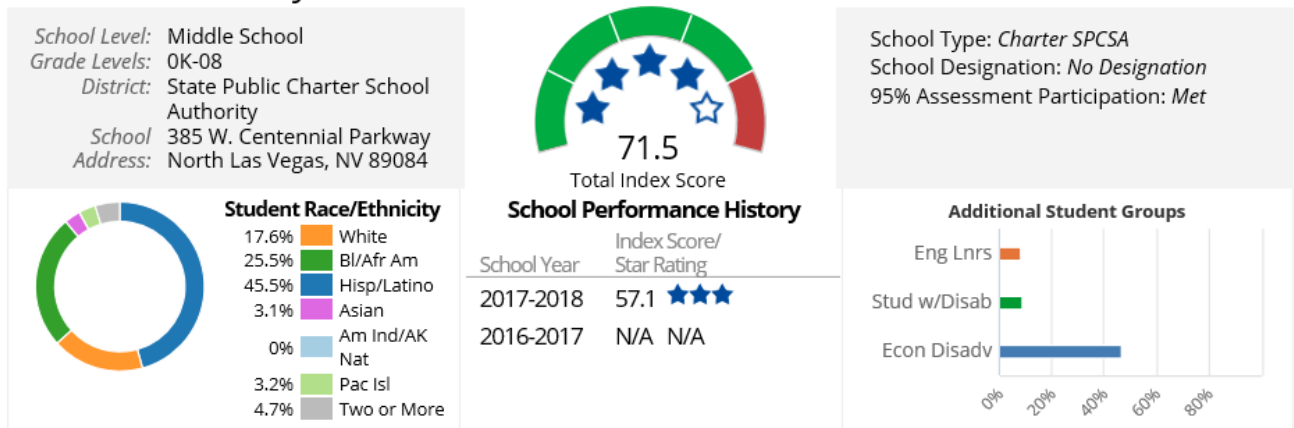 School Level: Middle School
Grade Levels: 0K-08
District: State Public Charter School
Authority
School 385 W. Centennial Parkway
Address: North Las Vegas, NV 89084
71.5
Total Index Score
School Type: Charter SPCSA
School Designation: No Designation
95% Assessment Participation: Met
Student Race/Ethnicity
17.6% White
25.5% Bl/Afr Am
45.5% Hisp/Latino
3.1% Asian
0% Am Ind/AK
Nat
3.2% Pac Isl
4.7% Two or More
School Performance History
Index Score/
School Year Star Rating
2017-2018 57.1
2016-2017 N/A N/A
Additional Student Groups
Eng Lnrs
Stud w/Disab
Econ Disadv
0% 20% 40% 60% 80%